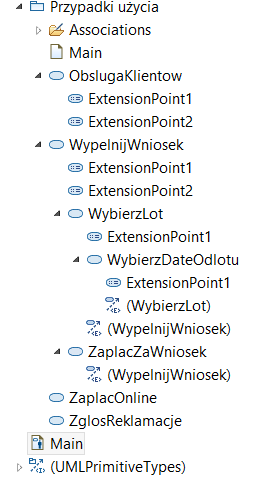 Przypadki użycia
Associations
Main
ObslugaKlientow
ExtensionPoint1
ExtensionPoint2
WypelnijWniosek
ExtensionPoint1
ExtensionPoint2
WybierzLot
ExtensionPoint1
WybierzDateOdlotu
ExtensionPoint1
(WybierzLot)
(WypelnijWniosek)
ZaplacZaWniosek
(WypelnijWniosek)
ZaplacOnline
ZglosReklamacje
Main
(UMLPrimitiveTypes)